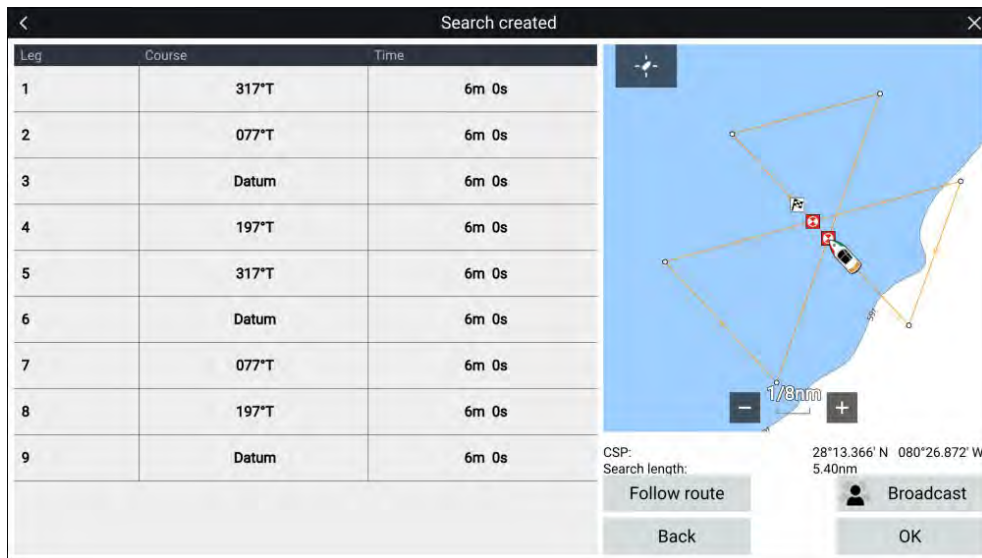 Search created
Leg Course Time
1 317°T 6m 0s
2 077°T 6m 0s
3 Datum 6m 0s
4 197°T 6m 0s
5 317°T 6m 0s
6 Datum 6m 0s
7 077°T 6m 0s
8 197°T 6m 0s
9 Datum 6m 0s
1/8nm
CSP: 28°13.366' N 080°26.872' W
Search length: 5.40nm
Follow route Broadcast
Back OK